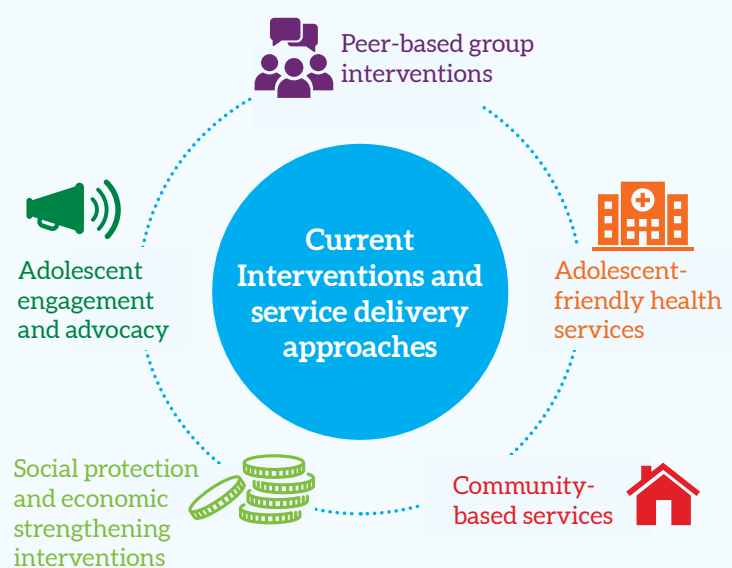 Peer-based group
interventions
Current
Interventions and
service delivery
approaches
Adolescent
engagement
and advocacy
Adolescent-
friendly health
services
Social protection
and economic
strengthening
interventions
Community-
based services